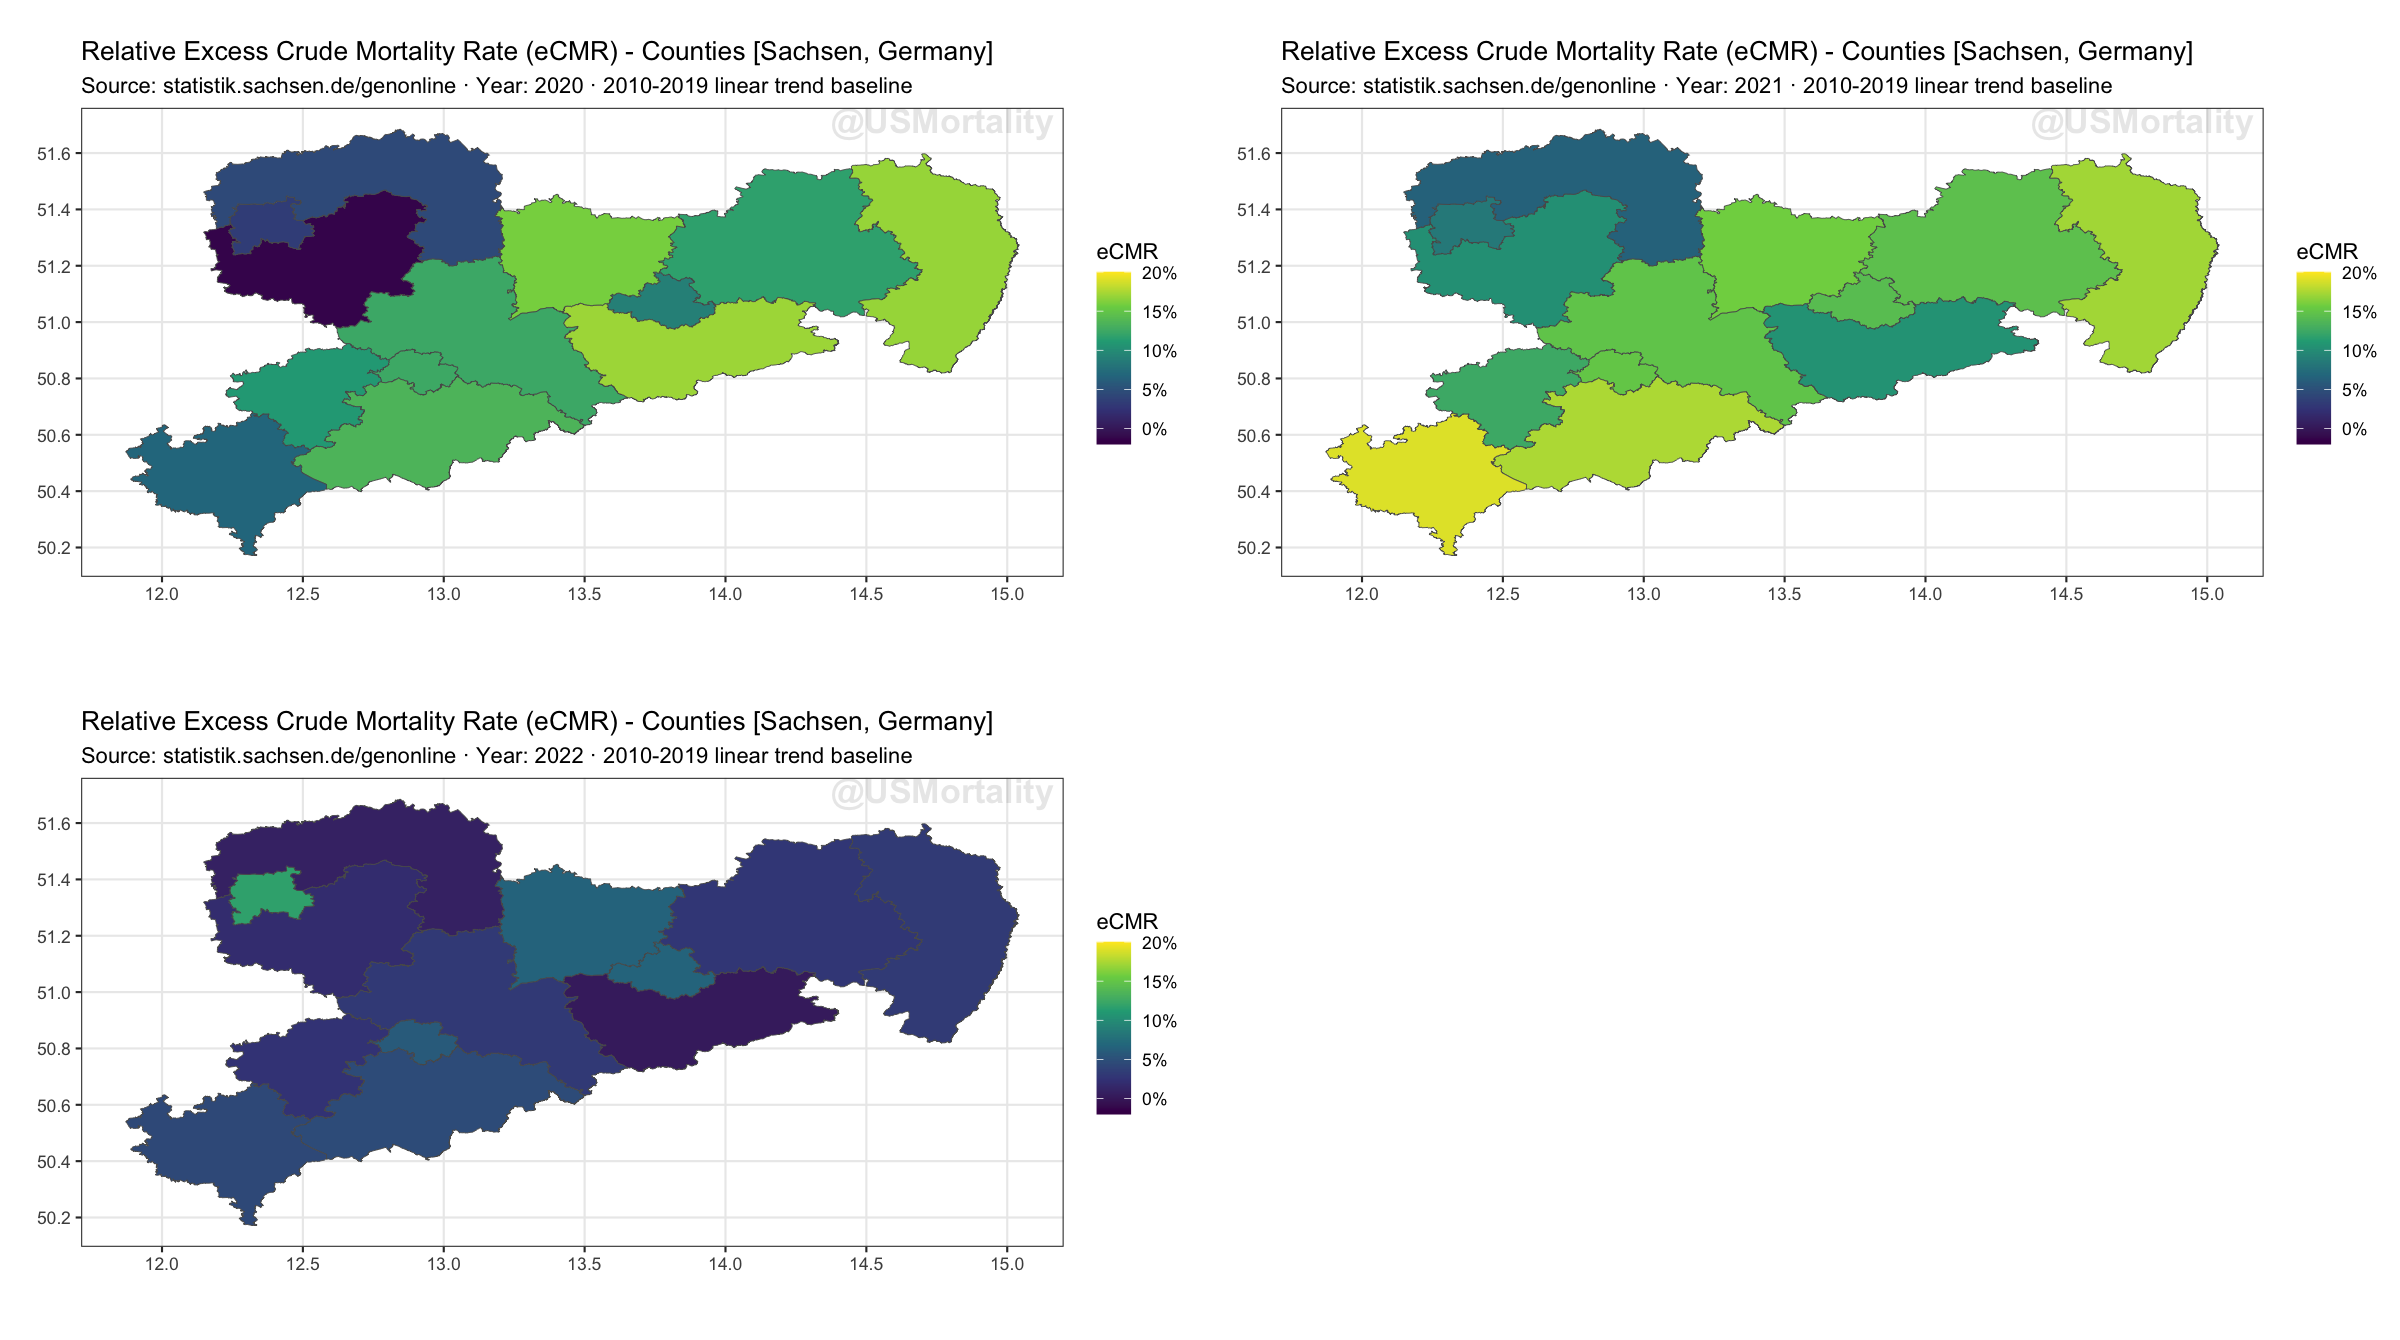 Relative Excess Crude Mortality Rate (eCMR) - Counties [Sachsen, Germany]
Source: statistik.sachsen.de/genonline · Year: 2020 · 2010-2019 linear trend baseline
@USMortality
51.6
51.4
51.2
51.0
50.8
50.6
50.4
50.2
12.0 12.5 13.0 13.5 14.0 14.5 15.0
eCMR
20%
15%
10%
5%
0%
Relative Excess Crude Mortality Rate (eCMR) - Counties [Sachsen, Germany]
Source: statistik.sachsen.de/genonline · Year: 2021 · 2010-2019 linear trend baseline
@USMortality
51.6
51.4
51.2
51.0
50.8
50.6
50.4
50.2
12.0 12.5 13.0 13.5 14.0 14.5 15.0
eCMR
20%
15%
10%
5%
0%
Relative Excess Crude Mortality Rate (eCMR) - Counties [Sachsen, Germany]
Source: statistik.sachsen.de/genonline · Year: 2022 · 2010-2019 linear trend baseline
@USMortality
51.6
51.4
51.2
51.0
50.8
50.6
50.4
50.2
12.0 12.5 13.0 13.5 14.0 14.5 15.0
eCMR
20%
15%
10%
5%
0%